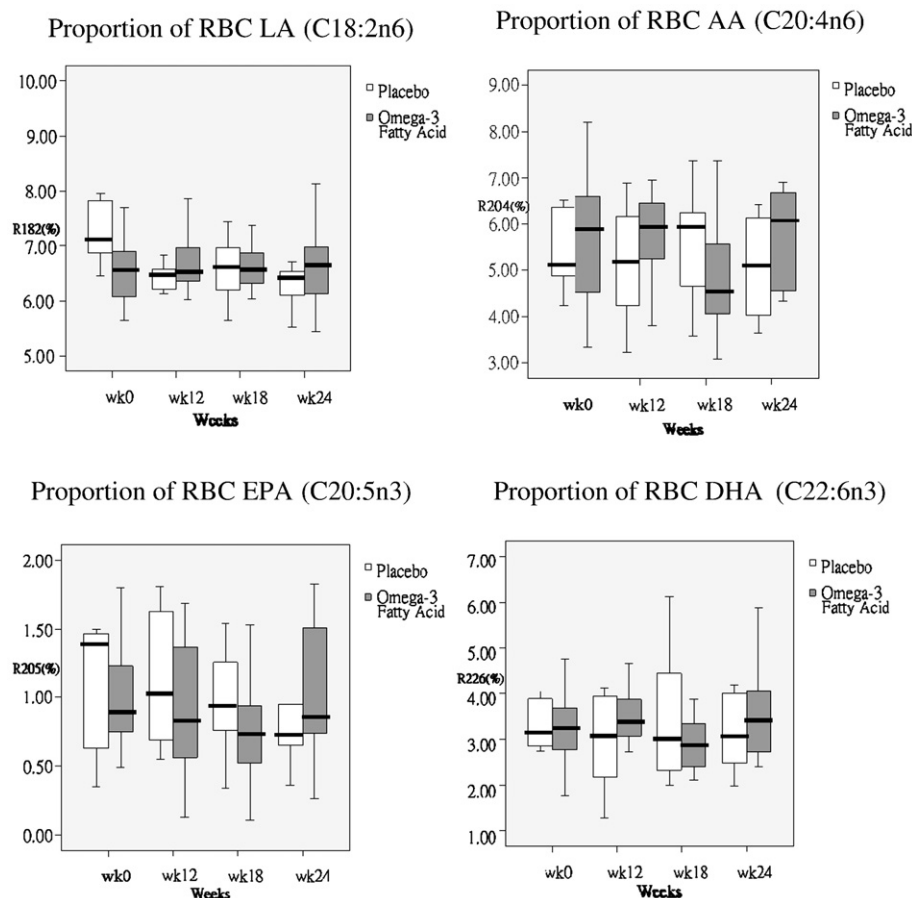 Proportion of RBC LA (C18:2n6)
10.00
9.00
8.00
R182(%)
7.00
6.00
5.00
wk0 wk12 wk18 wk24
Weeks
Placebo
Omega-3
Fatty Acid
Proportion of RBC AA (C20:4n6)
9.00
8.00
7.00
R204(%)
6.00
5.00
4.00
3.00
wk0 wk12 wk18 wk24
Weeks
Placebo
Omega-3
Fatty Acid
Proportion of RBC EPA (C20:5n3)
2.00
1.50
R205(%)
1.00
0.50
0.00
wk0 wk12 wk18 wk24
Weeks
Placebo
Omega-3
Fatty Acid
Proportion of RBC DHA (C22:6n3)
7.00
6.00
5.00
R226(%)
4.00
3.00
2.00
1.00
wk0 wk12 wk18 wk24
Weeks
Placebo
Omega-3
Fatty Acid